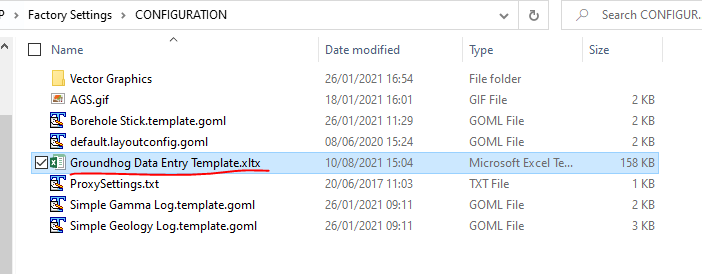 P > Factory Settings > CONFIGURATION Search CONFIGUR...
Name Date modified Type Size
Vector Graphics 26/01/2021 16:54 File folder
AGS.gif 18/01/2021 16:01 GIF File 2 KB
Borehole Stick.template.goml 26/01/2021 11:29 GOML File 2 KB
default.layoutconfig.goml 08/06/2020 15:24 GOML File 2 KB
Groundhog Data Entry Template.xltx 10/08/2021 15:04 Microsoft Excel Te... 158 KB
ProxySettings.txt 20/06/2017 11:03 TXT File 1 KB
Simple Gamma Log.template.goml 26/01/2021 09:11 GOML File 2 KB
Simple Geology Log.template.goml 26/01/2021 09:11 GOML File 3 KB